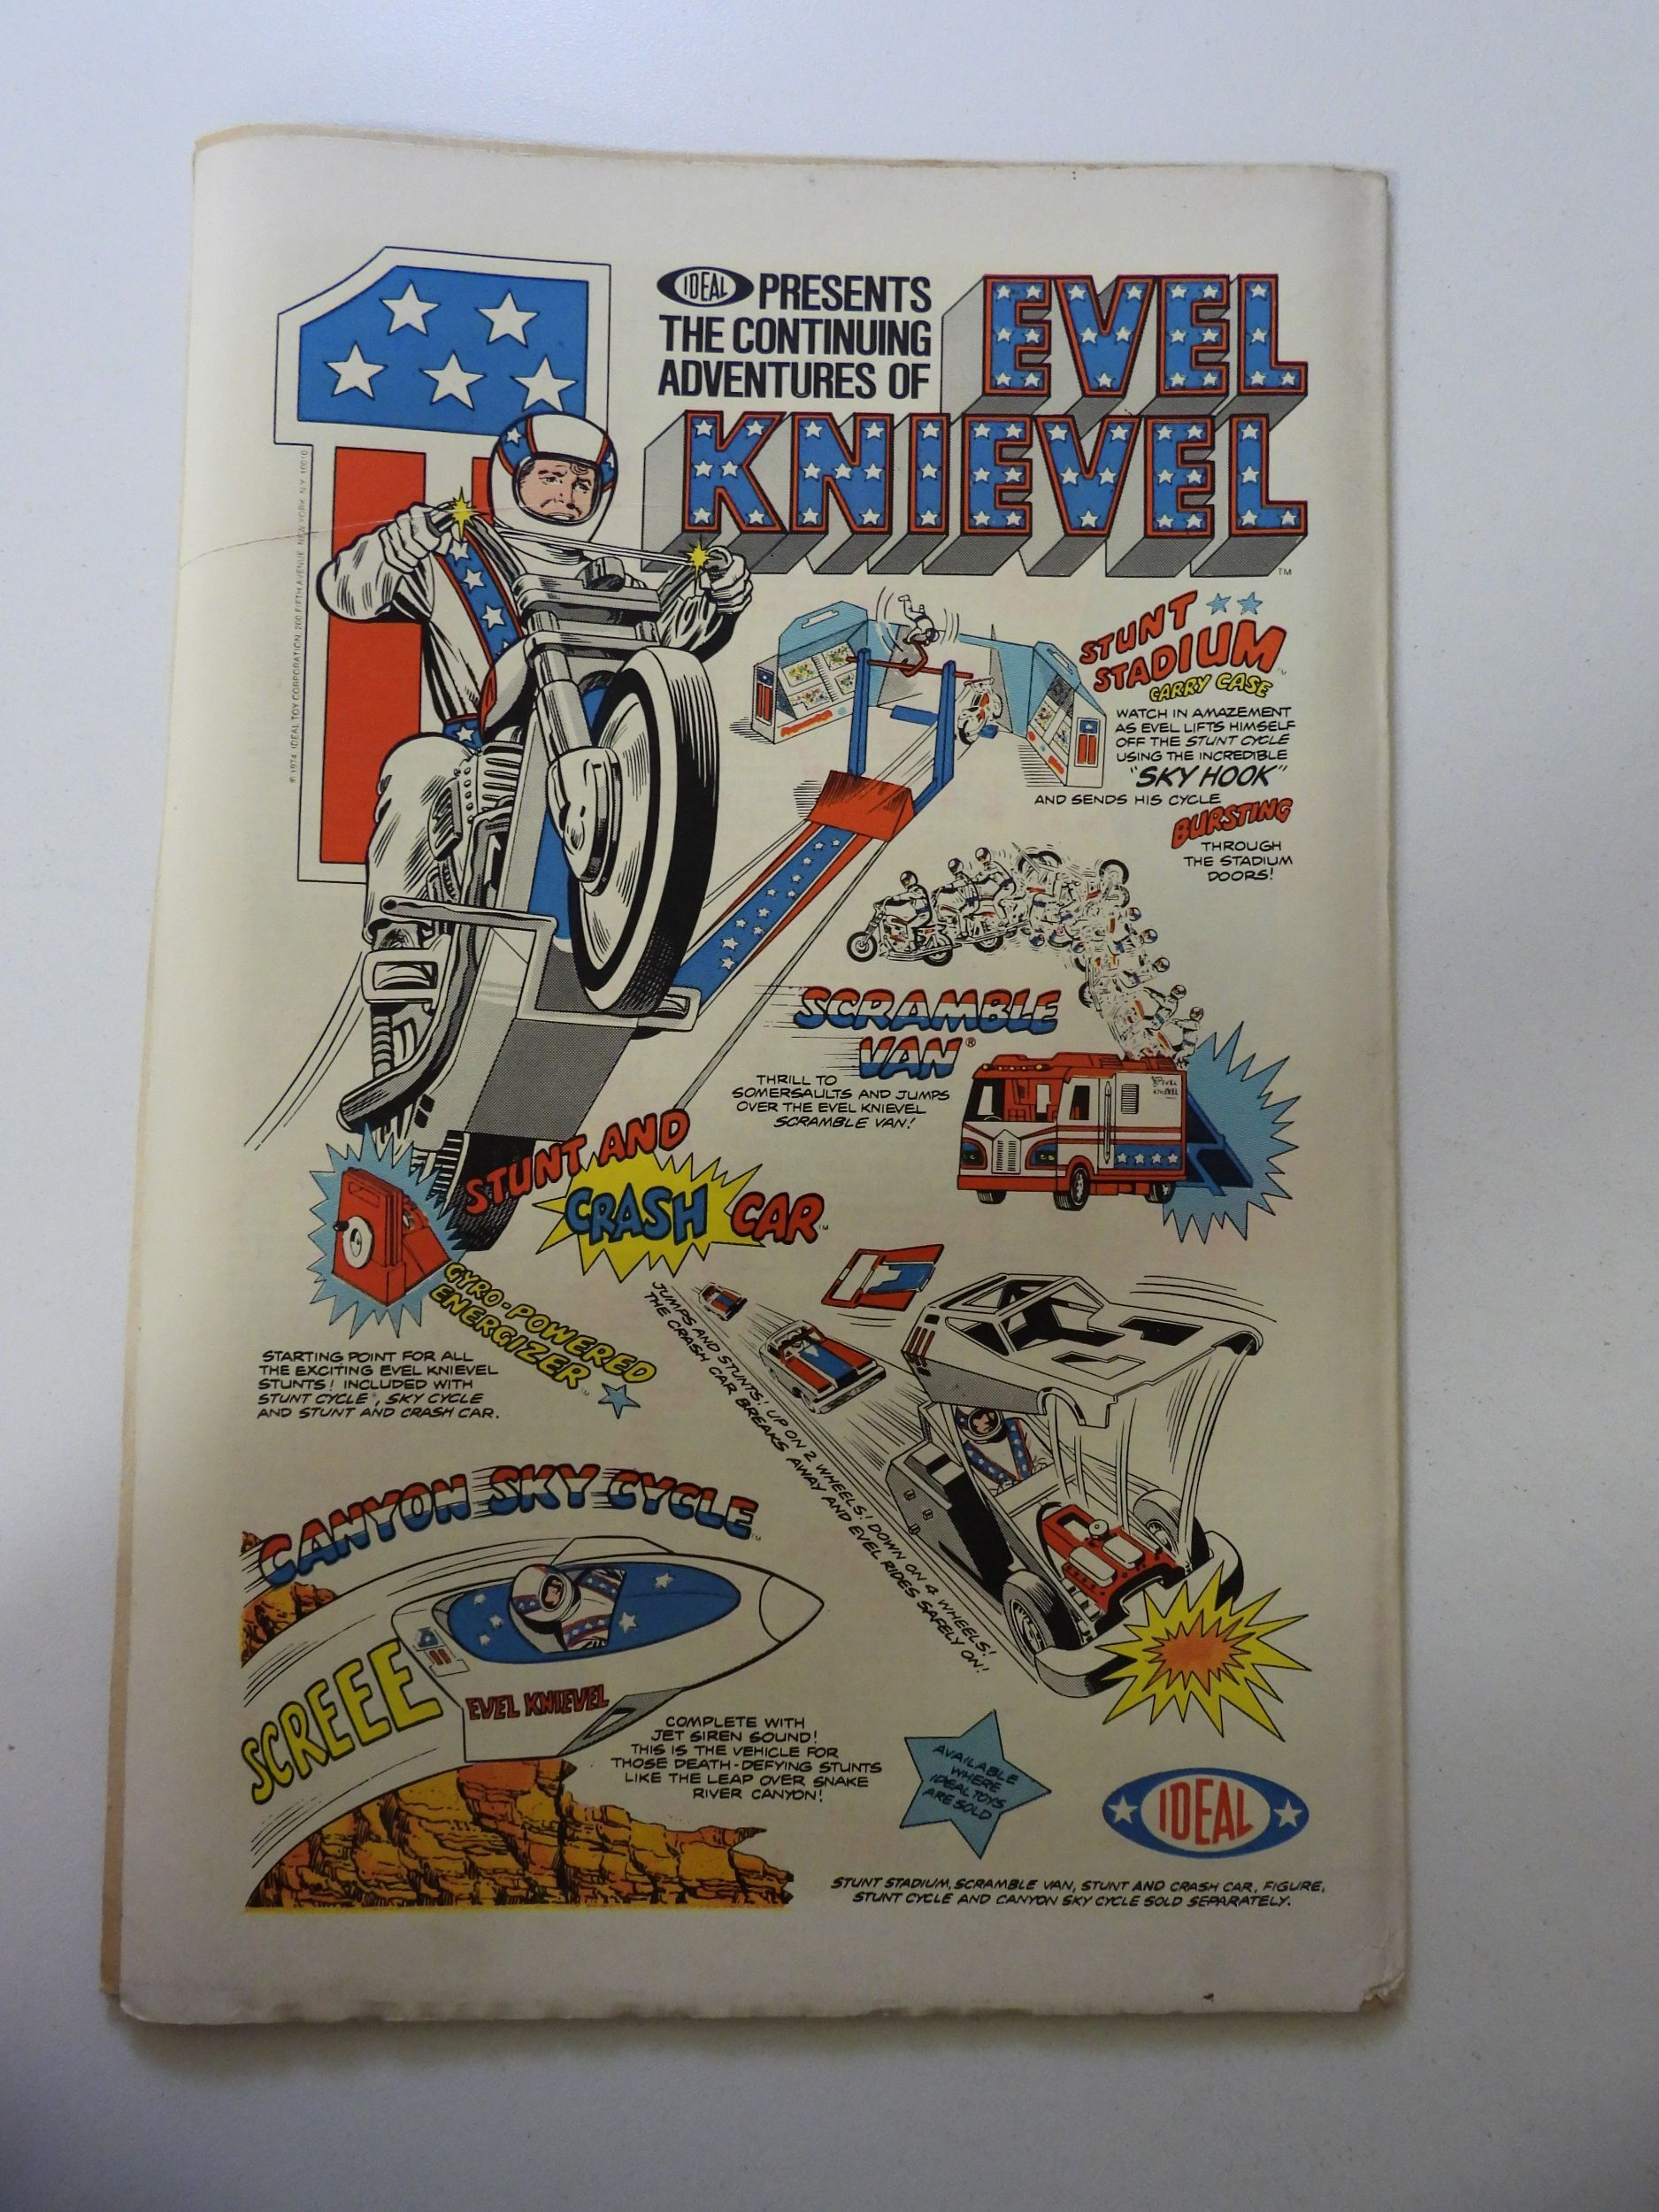 IDEAL PRESENTS
THE CONTINUING
ADVENTURES OF
EVEL
KNIEVEL
TM
© 1974 IDEAL TOY CORPORATION, 200 FIFTH AVENUE, NEW YORK, N.Y. 10010
STUNT
STADIUM
CARRY CASE
WATCH IN AMAZEMENT
AS EVEL LIFTS HIMSELF
OFF THE STUNT CYCLE
USING THE INCREDIBLE
"SKY HOOK"
AND SENDS HIS CYCLE
BURSTING
THROUGH
THE STADIUM
DOORS!
SCRAMBLE
VAN®
THRILL TO
SOMERSAULTS AND JUMPS
OVER THE EVEL KNIEVEL
SCRAMBLE VAN!
EVEL
KNIEVEL
STUNT AND
CRASH CAR™
GYRO-POWERED
ENERGIZER™
STARTING POINT FOR ALL
THE EXCITING EVEL KNIEVEL
STUNTS! INCLUDED WITH
STUNT CYCLE®, SKY CYCLE
AND STUNT AND CRASH CAR.
JUMPS AND STUNTS! UP ON 2 WHEELS! DOWN ON 4 WHEELS!
THE CRASH CAR BREAKS AWAY AND EVEL RIDES SAFELY ON!
CANYON SKY CYCLE™
SCREEE
EVEL KNIEVEL
COMPLETE WITH
JET SIREN SOUND!
THIS IS THE VEHICLE FOR
THOSE DEATH-DEFYING STUNTS
LIKE THE LEAP OVER SNAKE
RIVER CANYON!
AVAILABLE
WHERE
IDEAL TOYS
ARE SOLD
IDEAL
STUNT STADIUM, SCRAMBLE VAN, STUNT AND CRASH CAR, FIGURE,
STUNT CYCLE AND CANYON SKY CYCLE SOLD SEPARATELY.